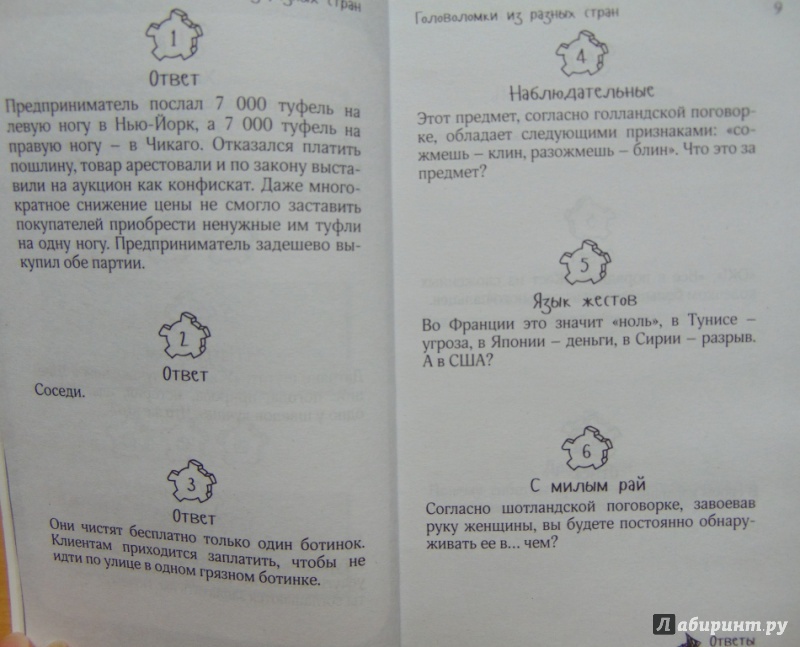 разных стран
1
Ответ
Предприниматель послал 7 000 туфель на
левую ногу в Нью-Йорк, а 7 000 туфель на
правую ногу – в Чикаго. Отказался платить
пошлину, товар арестовали и по закону выста-
вили на аукцион как конфискат. Даже много-
кратное снижение цены не смогло заставить
покупателей приобрести ненужные им туфли
на одну ногу. Предприниматель задешево вы-
купил обе партии.
2
Ответ
Соседи.
3
Ответ
Они чистят бесплатно только один ботинок.
Клиентам приходится заплатить, чтобы не
идти по улице в одном грязном ботинке.
Головоломки из разных стран
9
4
Наблюдательные
Этот предмет, согласно голландской поговор-
ке, обладает следующими признаками: «со-
жмешь – клин, разожмешь – блин». Что это за
предмет?
5
Язык жестов
Во Франции это значит «ноль», в Тунисе –
угроза, в Японии – деньги, в Сирии – разрыв.
А в США?
6
С милым рай
Согласно шотландской поговорке, завоевав
руку женщины, вы будете постоянно обнару-
живать ее в... чем?
Ответы
Лабиринт.ру